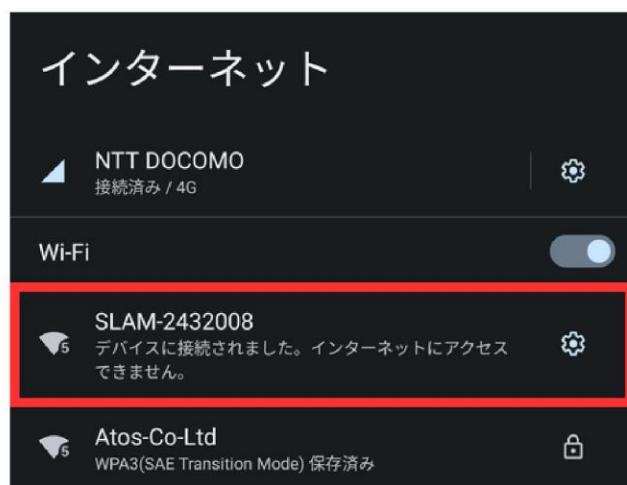 インターネット
NTT DOCOMO
接続済み / 4G
Wi-Fi
SLAM-2432008
5
デバイスに接続されました。インターネットにアクセス
できません。
Atos-Co-Ltd
6
WPA3(SAE Transition Mode) 保存済み